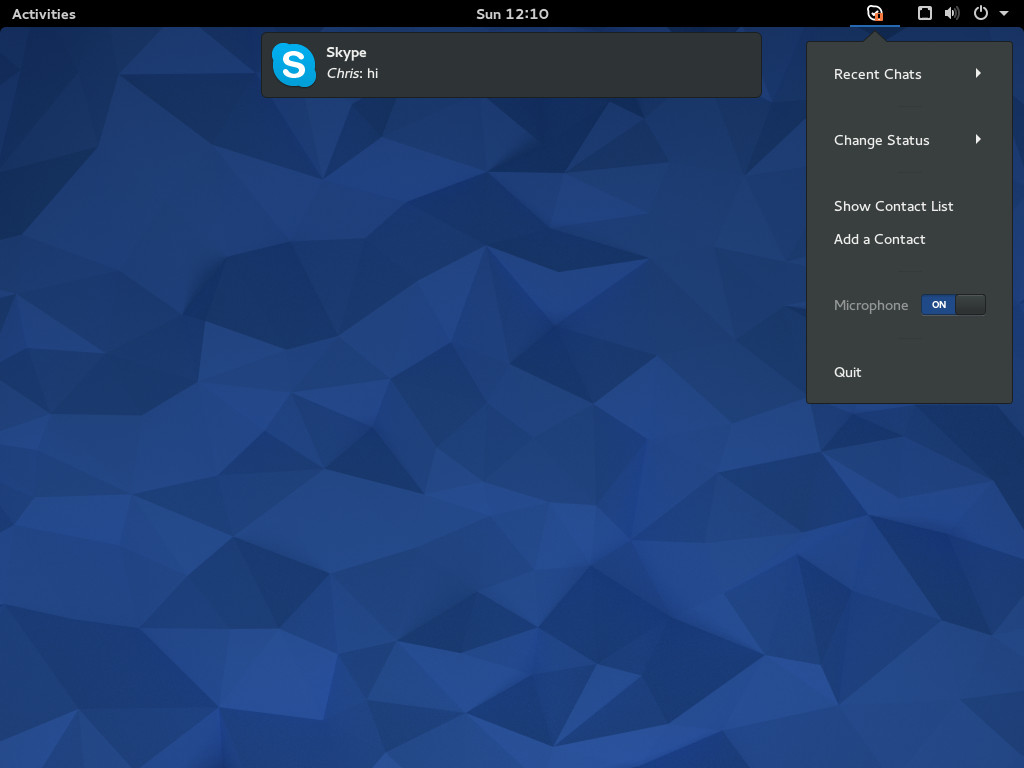 Activities
Sun 12:10
Skype
Chris: hi
Recent Chats
Change Status
Show Contact List
Add a Contact
Microphone ON
Quit